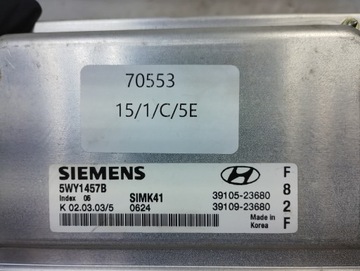 70553
15/1/C/5E
SIEMENS
5WY1457B
Index 06 SIMK41
K 02.03.03/5 0624
39105-23680
39109-23680
Made in
Korea
F
8
2
F